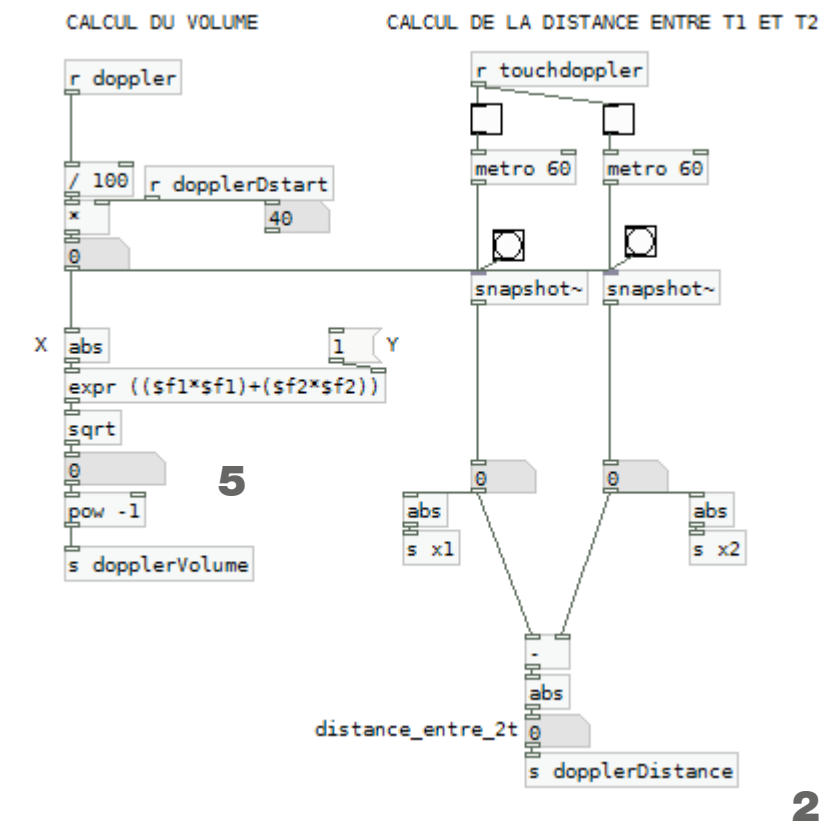 CALCUL DU VOLUME
CALCUL DE LA DISTANCE ENTRE T1 ET T2
r doppler
r touchdoppler
/ 100
r dopplerDstart
metro 60
metro 60
*
40
0
snapshot~
snapshot~
X
abs
1
Y
expr (($f1*$f1)+($f2*$f2))
sqrt
0
5
0
0
pow -1
abs
abs
s x1
s x2
s dopplerVolume
-
abs
distance_entre_2t
0
s dopplerDistance
2